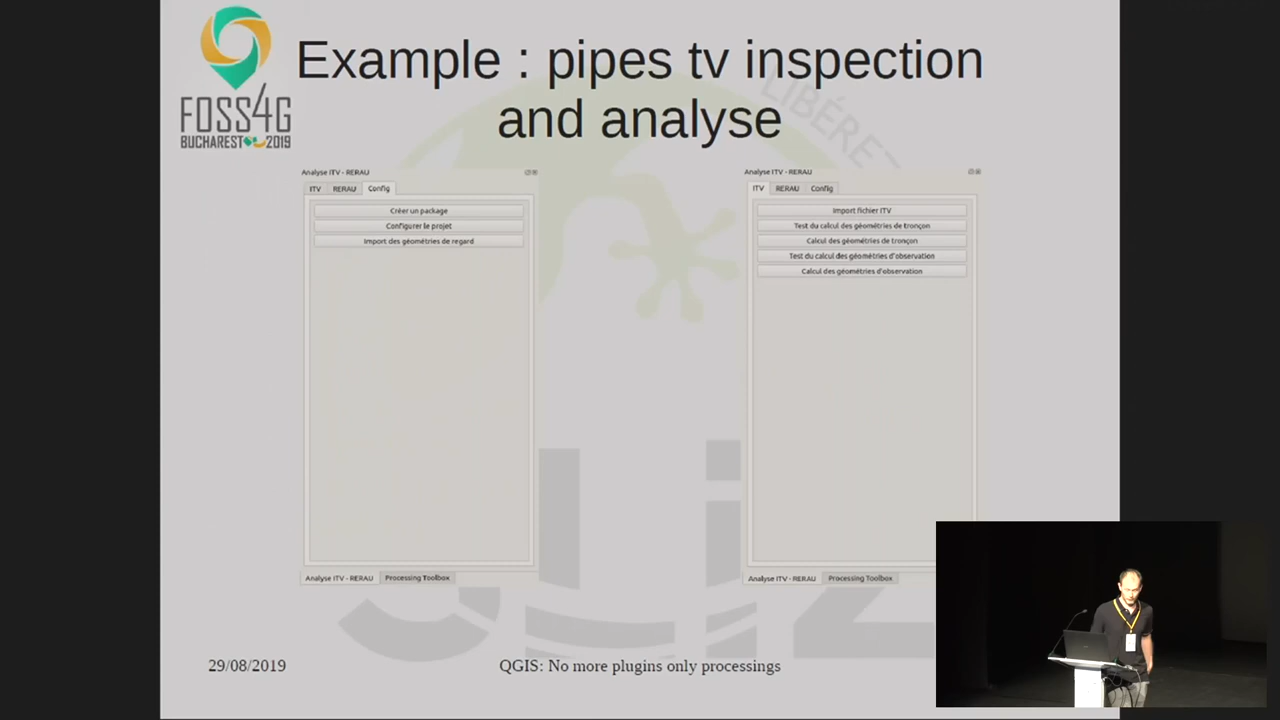 Example : pipes tv inspection
and analyse
FOSS4G
BUCHAREST 2019
LIBÉREZ
Analyse ITV - RERAU
ITV RERAU Config
Créer un package
Configurer le projet
Import des géométries de regard
Analyse ITV - RERAU Processing Toolbox
Analyse ITV - RERAU
ITV RERAU Config
Import fichier ITV
Test du calcul des géométries de tronçon
Calcul des géométries de tronçon
Test du calcul des géométries d'observation
Calcul des géométries d'observation
Analyse ITV - RERAU Processing Toolbox
29/08/2019
QGIS: No more plugins only processings